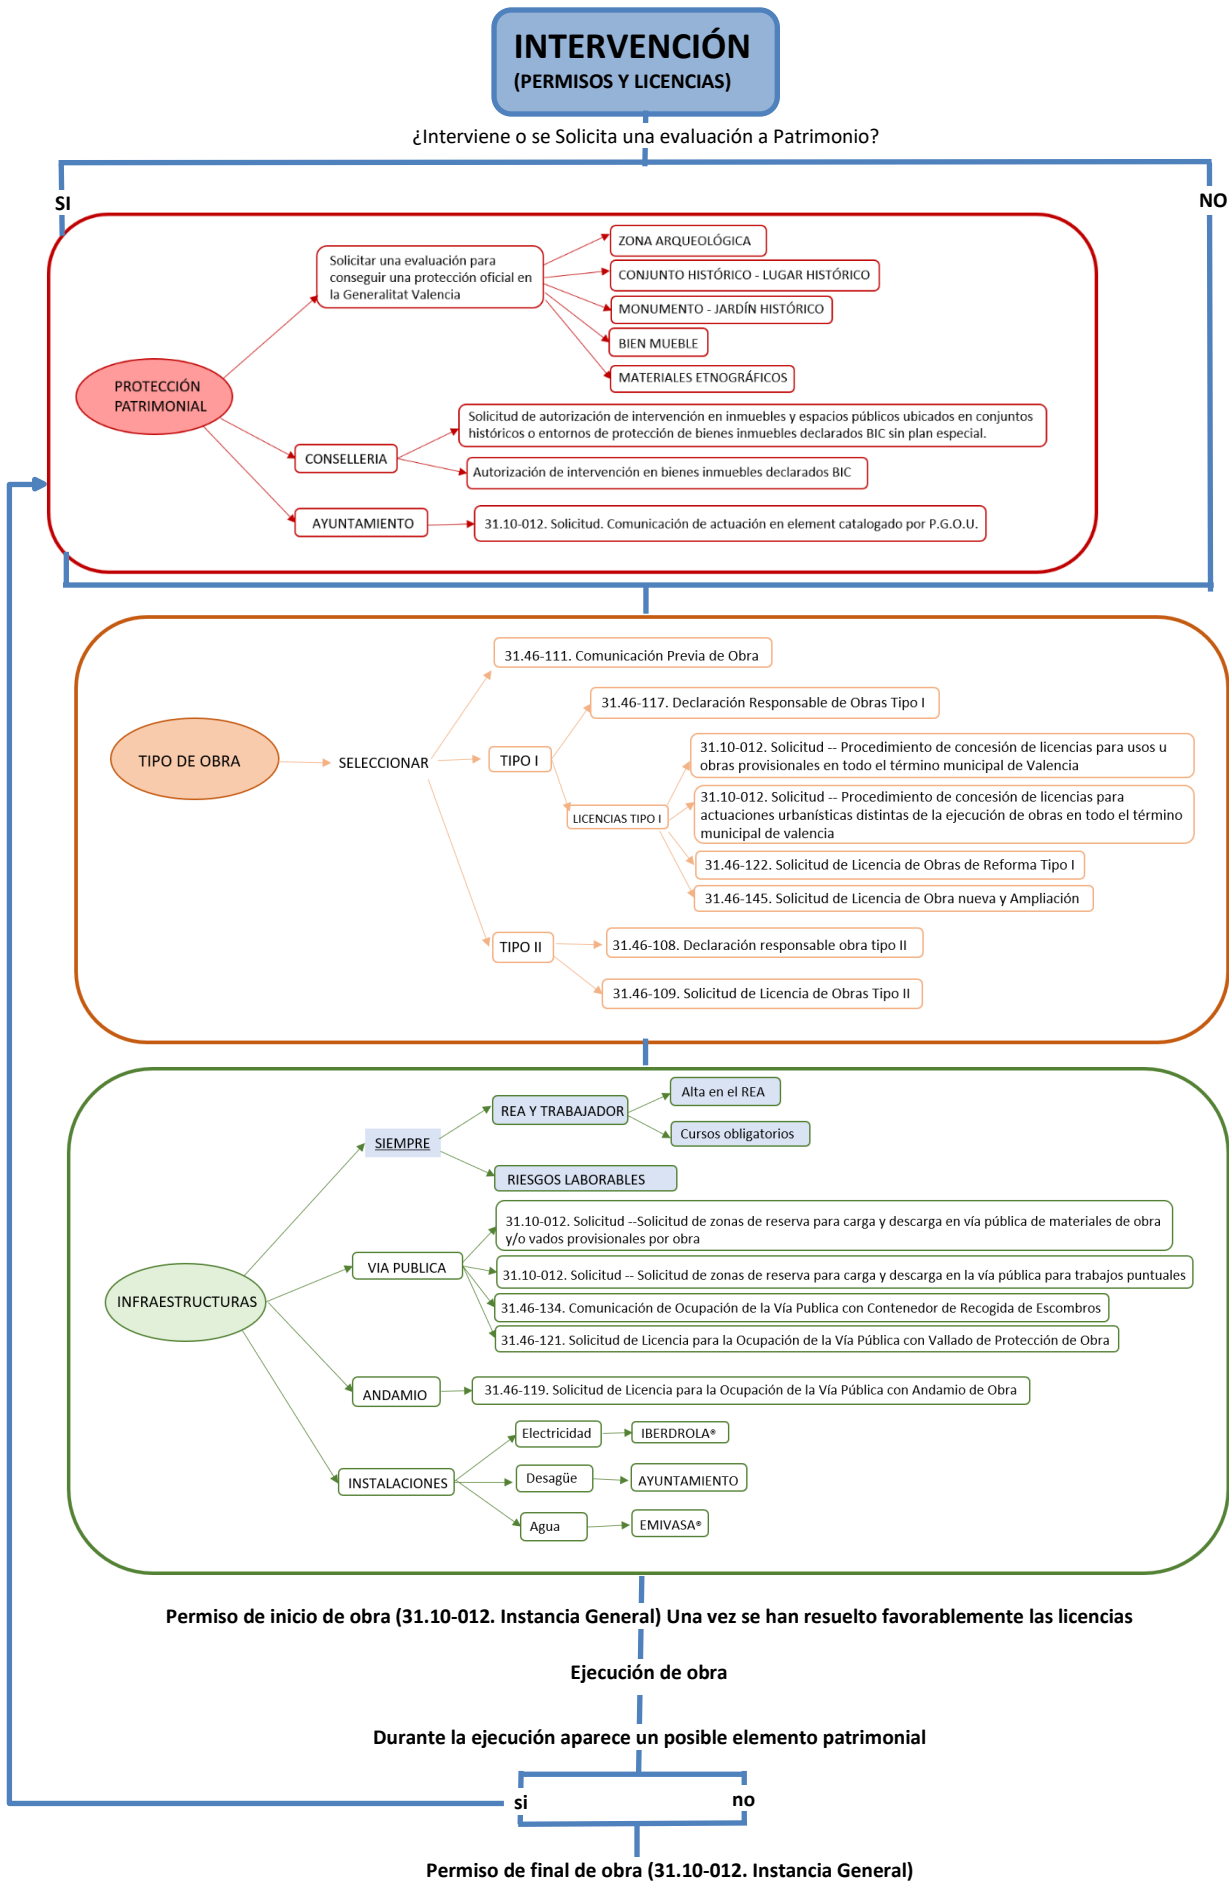 INTERVENCIÓN
(PERMISOS Y LICENCIAS)
¿Interviene o se Solicita una evaluación a Patrimonio?
SI
NO
Solicitar una evaluación para
conseguir una protección oficial en
la Generalitat Valencia
ZONA ARQUEOLÓGICA
CONJUNTO HISTÓRICO - LUGAR HISTÓRICO
MONUMENTO - JARDÍN HISTÓRICO
BIEN MUEBLE
MATERIALES ETNOGRÁFICOS
PROTECCIÓN
PATRIMONIAL
CONSELLERIA
Solicitud de autorización de intervención en inmuebles y espacios públicos ubicados en conjuntos
históricos o entornos de protección de bienes inmuebles declarados BIC sin plan especial.
Autorización de intervención en bienes inmuebles declarados BIC
AYUNTAMIENTO
31.10-012. Solicitud. Comunicación de actuación en element catalogado por P.G.O.U.
31.46-111. Comunicación Previa de Obra
TIPO DE OBRA
SELECCIONAR
TIPO I
31.46-117. Declaración Responsable de Obras Tipo I
LICENCIAS TIPO I
31.10-012. Solicitud -- Procedimiento de concesión de licencias para usos u
obras provisionales en todo el término municipal de Valencia
31.10-012. Solicitud -- Procedimiento de concesión de licencias para
actuaciones urbanísticas distintas de la ejecución de obras en todo el término
municipal de valencia
31.46-122. Solicitud de Licencia de Obras de Reforma Tipo I
31.46-145. Solicitud de Licencia de Obra nueva y Ampliación
TIPO II
31.46-108. Declaración responsable obra tipo II
31.46-109. Solicitud de Licencia de Obras Tipo II
INFRAESTRUCTURAS
SIEMPRE
REA Y TRABAJADOR
Alta en el REA
Cursos obligatorios
RIESGOS LABORABLES
VIA PUBLICA
31.10-012. Solicitud --Solicitud de zonas de reserva para carga y descarga en vía pública de materiales de obra
y/o vados provisionales por obra
31.10-012. Solicitud -- Solicitud de zonas de reserva para carga y descarga en la vía pública para trabajos puntuales
31.46-134. Comunicación de Ocupación de la Vía Publica con Contenedor de Recogida de Escombros
31.46-121. Solicitud de Licencia para la Ocupación de la Vía Pública con Vallado de Protección de Obra
ANDAMIO
31.46-119. Solicitud de Licencia para la Ocupación de la Vía Pública con Andamio de Obra
INSTALACIONES
Electricidad
IBERDROLA®
Desagüe
AYUNTAMIENTO
Agua
EMIVASA®
Permiso de inicio de obra (31.10-012. Instancia General) Una vez se han resuelto favorablemente las licencias
Ejecución de obra
Durante la ejecución aparece un posible elemento patrimonial
si
no
Permiso de final de obra (31.10-012. Instancia General)